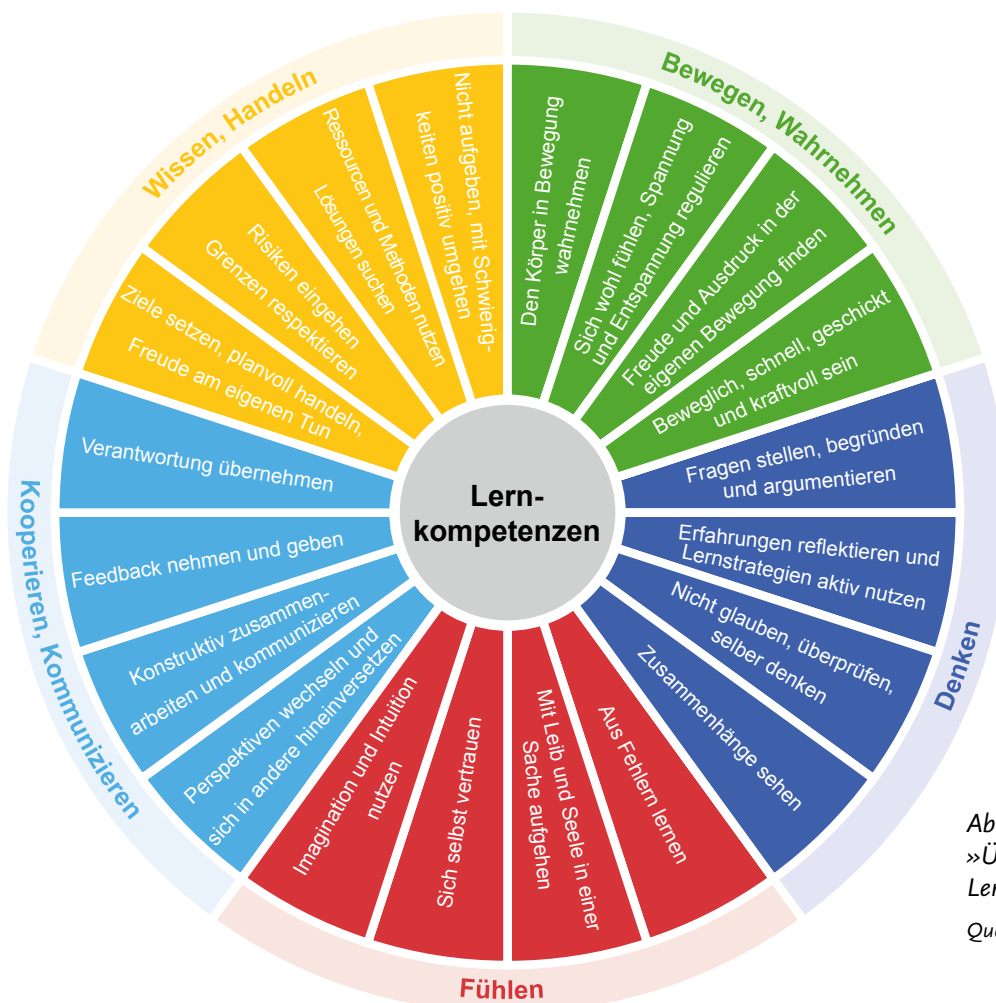 Lern-
kompetenzen
Bewegen, Wahrnehmen
Den Körper in Bewegung
wahrnehmen
Sich wohl fühlen, Spannung
und Entspannung regulieren
Freude und Ausdruck in der
eigenen Bewegung finden
Beweglich, schnell, geschickt
und kraftvoll sein
Denken
Fragen stellen, begründen
und argumentieren
Erfahrungen reflektieren und
Lernstrategien aktiv nutzen
Nicht glauben, überprüfen,
selber denken
Zusammenhänge sehen
Fühlen
Aus Fehlern lernen
Mit Leib und Seele in einer
Sache aufgehen
Sich selbst vertrauen
Imagination und Intuition
nutzen
Kooperieren, Kommunizieren
Perspektiven wechseln und
sich in andere hineinversetzen
Konstruktiv zusammen-
arbeiten und kommunizieren
Feedback nehmen und geben
Verantwortung übernehmen
Wissen, Handeln
Ziele setzen, planvoll handeln,
Freude am eigenen Tun
Risiken eingehen
Grenzen respektieren
Ressourcen und Methoden nutzen
Lösungen suchen
Nicht aufgeben, mit Schwierig-
keiten positiv umgehen
Ab
»Ü
Ler
Que